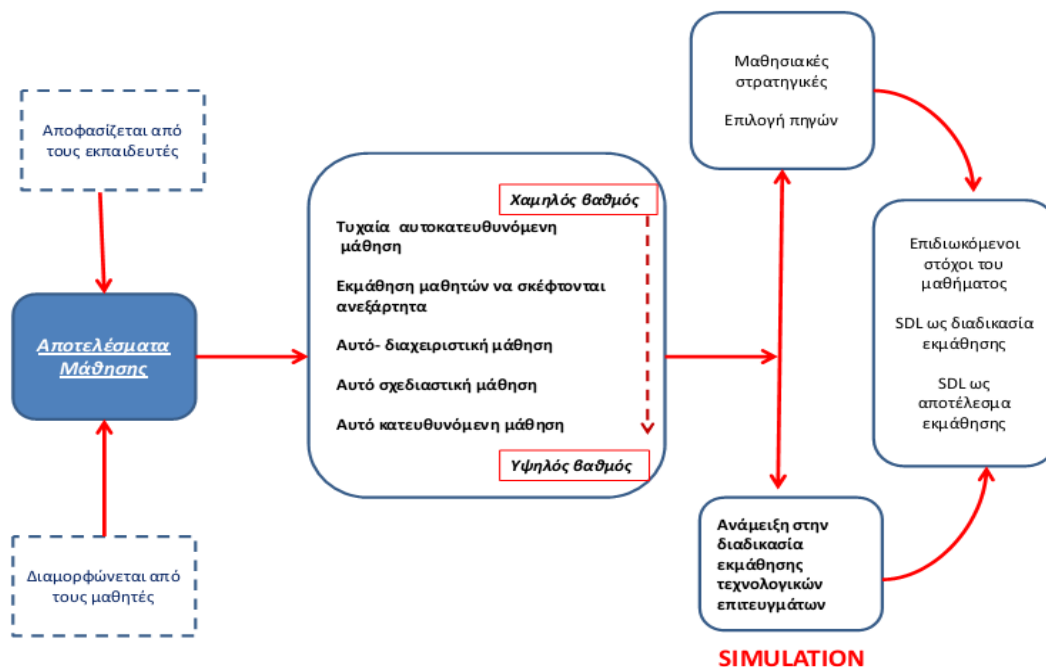 Αποφασίζεται από
τους εκπαιδευτές
Αποτελέσματα
Μάθησης
Διαμορφώνεται από
τους μαθητές
Χαμηλός βαθμός
Τυχαία αυτοκατευθυνόμενη
μάθηση
Εκμάθηση μαθητών να σκέφτονται
ανεξάρτητα
Αυτό- διαχειριστική μάθηση
Αυτό σχεδιαστική μάθηση
Αυτό κατευθυνόμενη μάθηση
Υψηλός βαθμός
Μαθησιακές
στρατηγικές
Επιλογή πηγών
Ανάμειξη στην
διαδικασία
εκμάθησης
τεχνολογικών
επιτευγμάτων
SIMULATION
Επιδιωκόμενοι
στόχοι του
μαθήματος
SDL ως διαδικασία
εκμάθησης
SDL ως
αποτέλεσμα
εκμάθησης